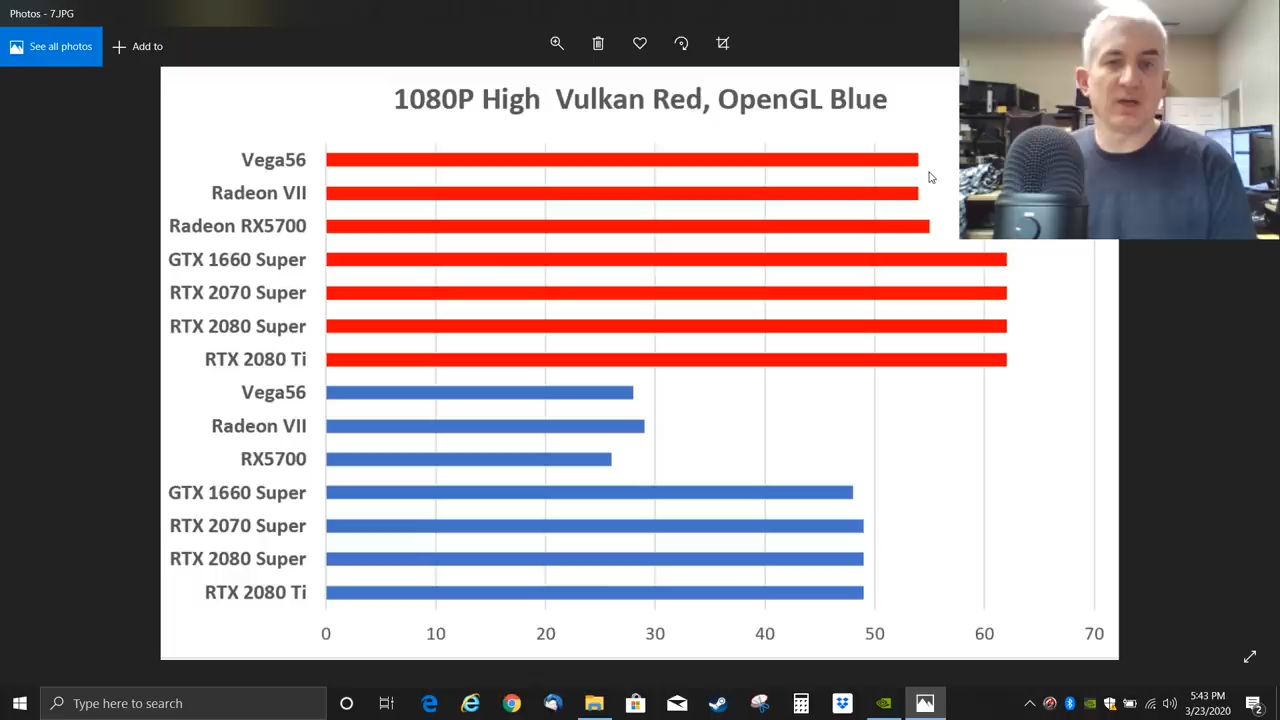 Photos - 7.JPG
See all photos
Add to
1080P High Vulkan Red, OpenGL Blue
Vega56
Radeon VII
Radeon RX5700
GTX 1660 Super
RTX 2070 Super
RTX 2080 Super
RTX 2080 Ti
Vega56
Radeon VII
RX5700
GTX 1660 Super
RTX 2070 Super
RTX 2080 Super
RTX 2080 Ti
0 10 20 30 40 50 60 70
Type here to search
5:43 PM
3/23/2020
2